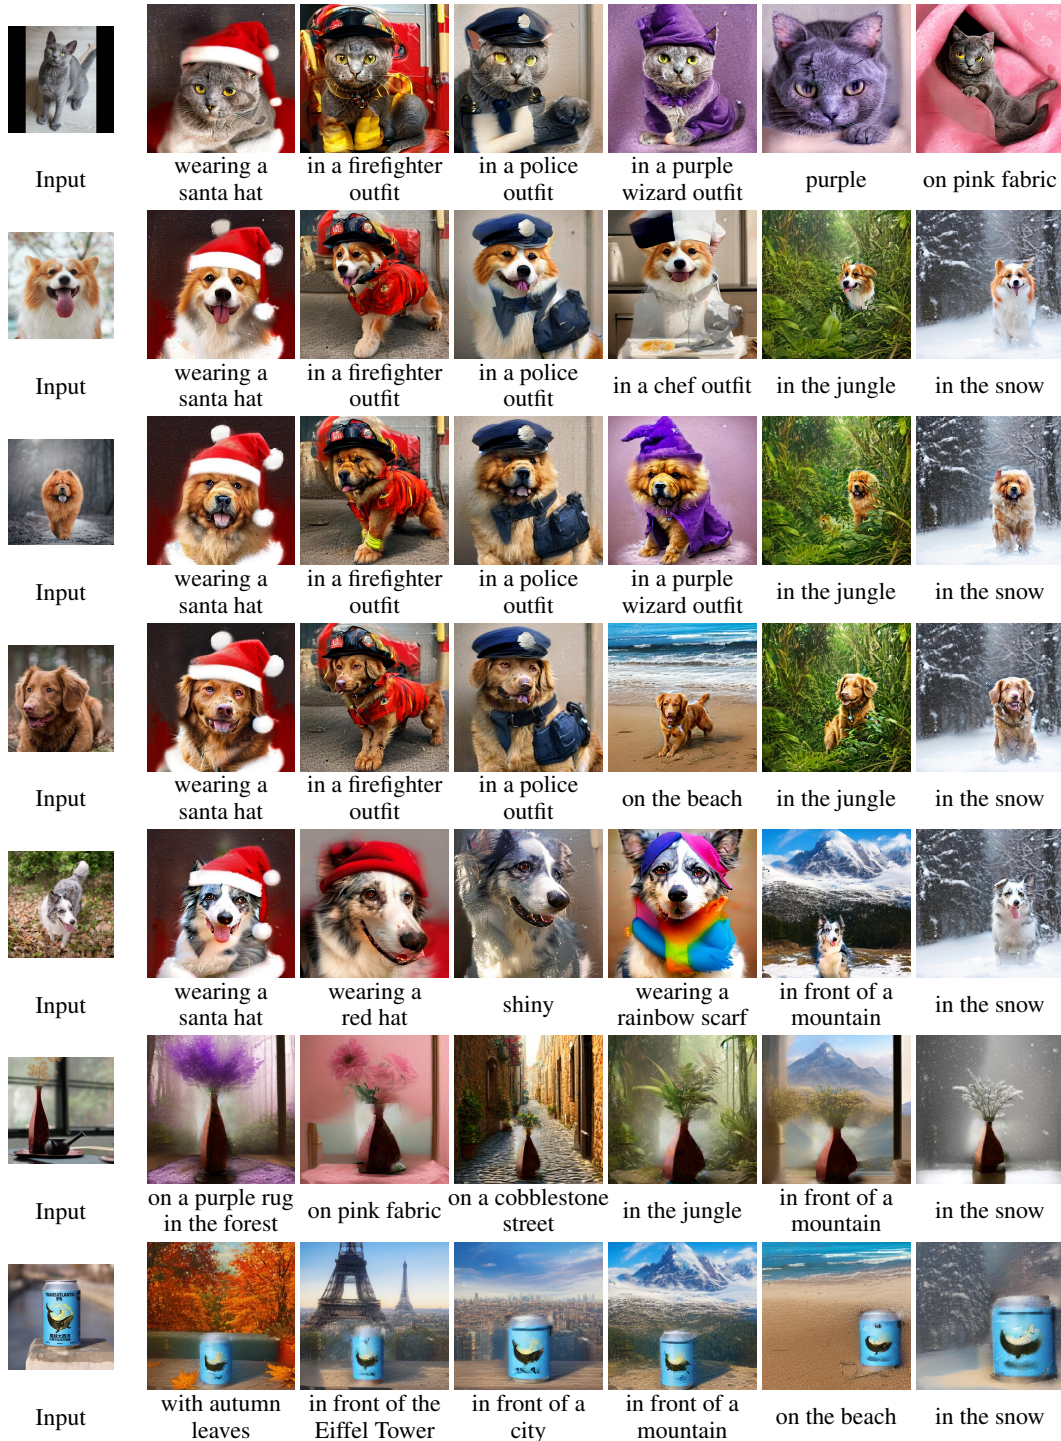 Input
wearing a
santa hat
in a firefighter
outfit
in a police
outfit
in a purple
wizard outfit
purple
on pink fabric
Input
wearing a
santa hat
in a firefighter
outfit
in a police
outfit
in a chef outfit
in the jungle
in the snow
Input
wearing a
santa hat
in a firefighter
outfit
in a police
outfit
in a purple
wizard outfit
in the jungle
in the snow
Input
wearing a
santa hat
in a firefighter
outfit
in a police
outfit
on the beach
in the jungle
in the snow
Input
wearing a
santa hat
wearing a
red hat
shiny
wearing a
rainbow scarf
in front of a
mountain
in the snow
Input
on a purple rug
in the forest
on pink fabric
on a cobblestone
street
in the jungle
in front of a
mountain
in the snow
TRANSATLANTIC
IPA
Input
with autumn
leaves
in front of the
Eiffel Tower
in front of a
city
in front of a
mountain
on the beach
in the snow